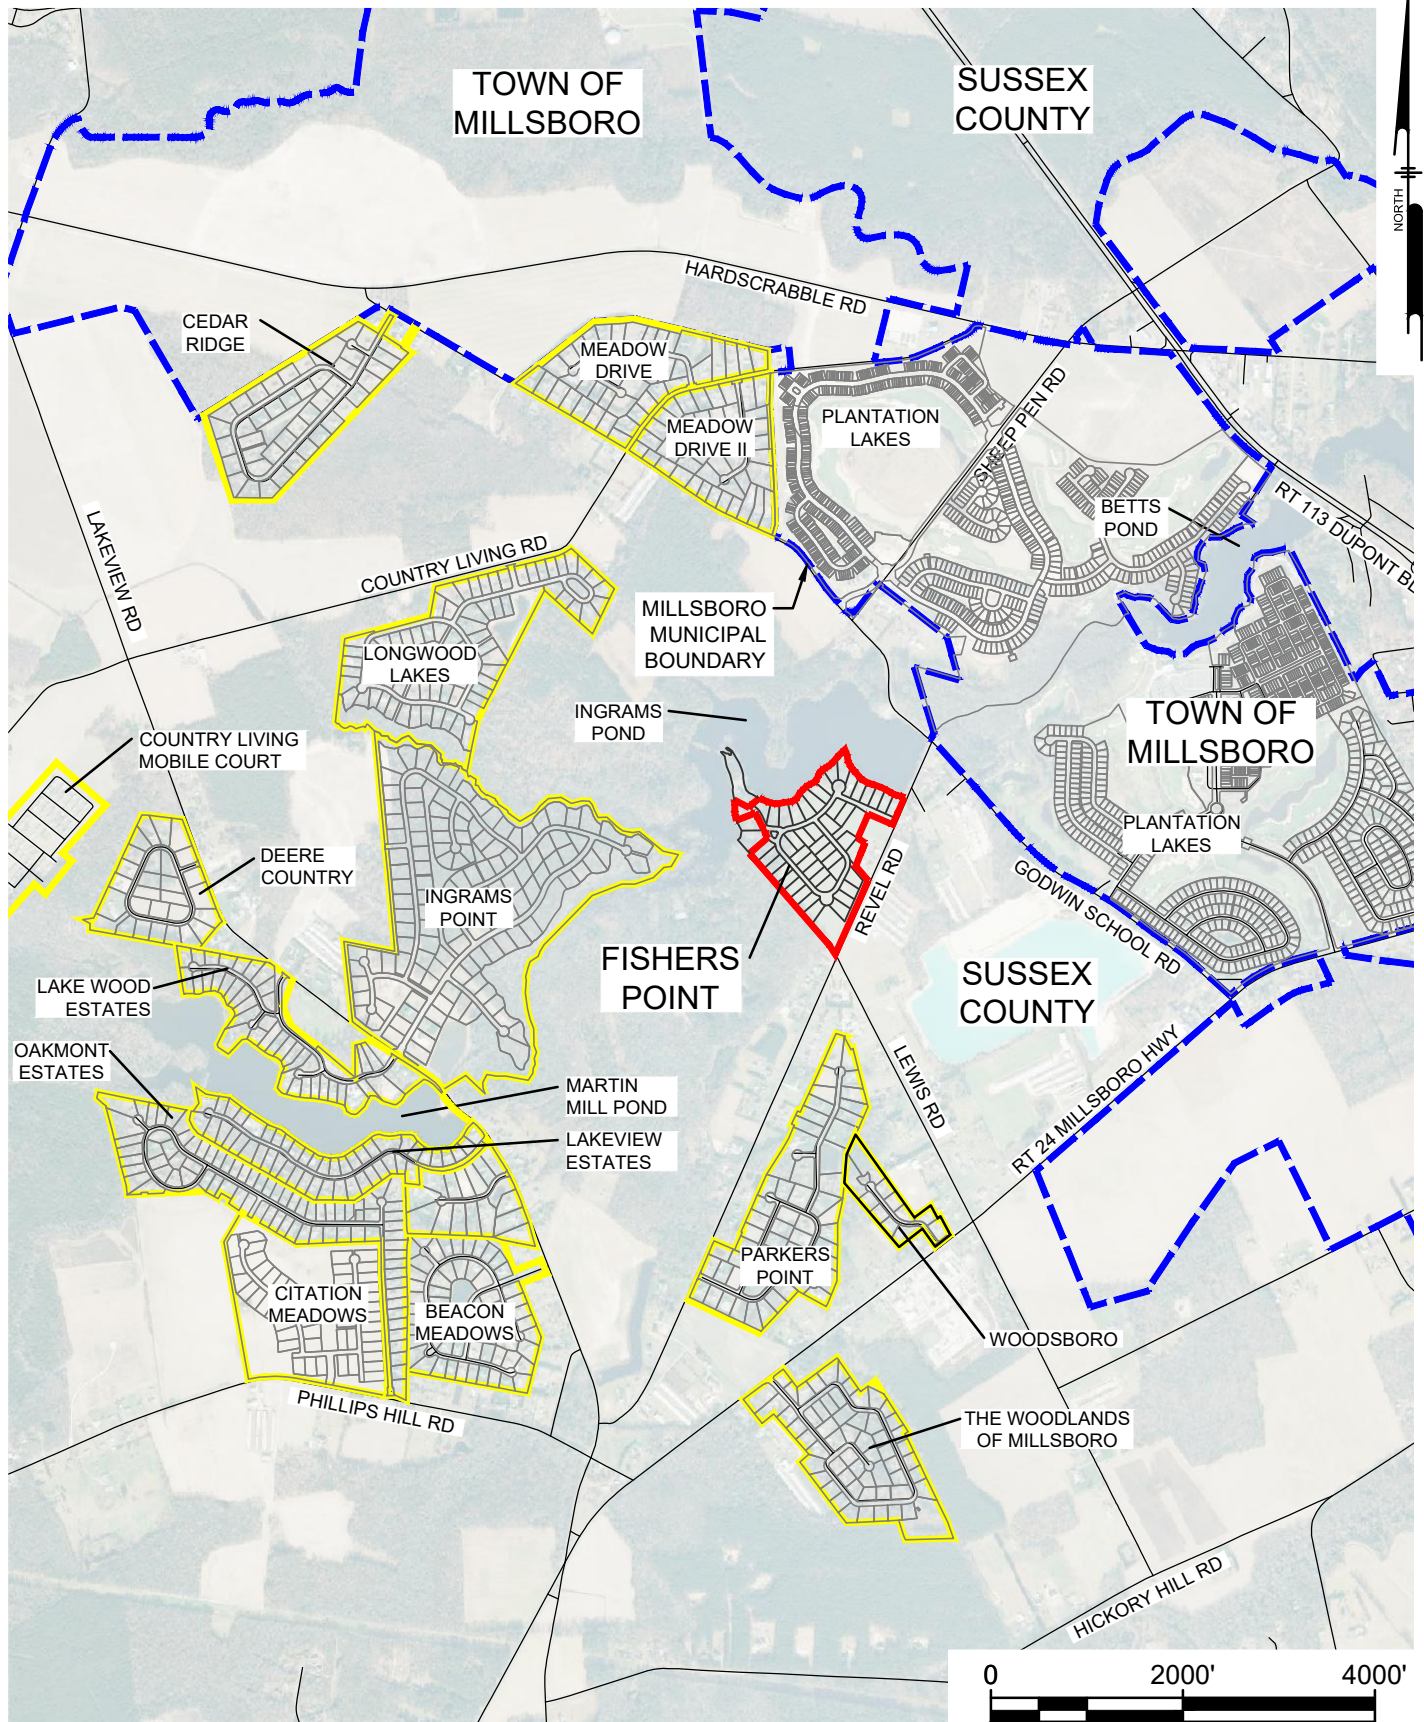 TOWN OF
MILLSBORO
SUSSEX
COUNTY
NORTH
HARDSCRABBLE RD
CEDAR
RIDGE
MEADOW
DRIVE
MEADOW
DRIVE II
PLANTATION
LAKES
SHEEP PEN RD
BETTS
POND
RT 113 DUPONT BL
LAKEVIEW RD
COUNTRY LIVING RD
MILLSBORO
MUNICIPAL
BOUNDARY
LONGWOOD
LAKES
INGRAMS
POND
TOWN OF
MILLSBORO
COUNTRY LIVING
MOBILE COURT
PLANTATION
LAKES
DEERE
COUNTRY
INGRAMS
POINT
REVEL RD
GODWIN SCHOOL RD
FISHERS
POINT
SUSSEX
COUNTY
LAKE WOOD
ESTATES
OAKMONT
ESTATES
MARTIN
MILL POND
LEWIS RD
RT 24 MILLSBORO HWY
LAKEVIEW
ESTATES
PARKERS
POINT
CITATION
MEADOWS
BEACON
MEADOWS
WOODSBORO
PHILLIPS HILL RD
THE WOODLANDS
OF MILLSBORO
HICKORY HILL RD
0 2000' 4000'